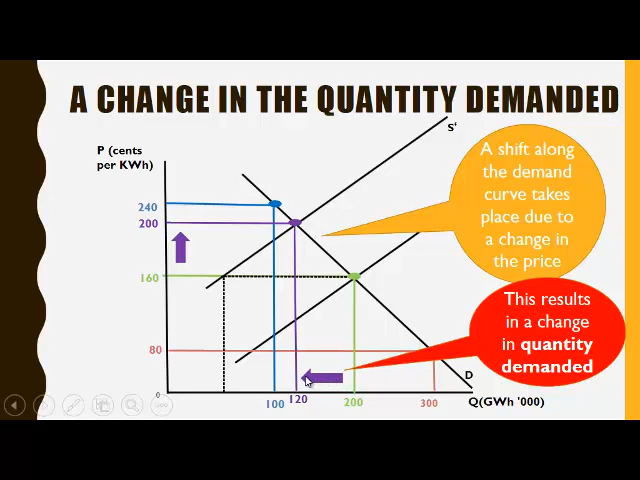 A CHANGE IN THE QUANTITY DEMANDED
P (cents
per KWh)
S'
A shift along
the demand
curve takes
place due to
a change in
the price
240
200
160
This results
in a change
in quantity
demanded
80
D
0
100
120
200
300
Q(GWh '000)